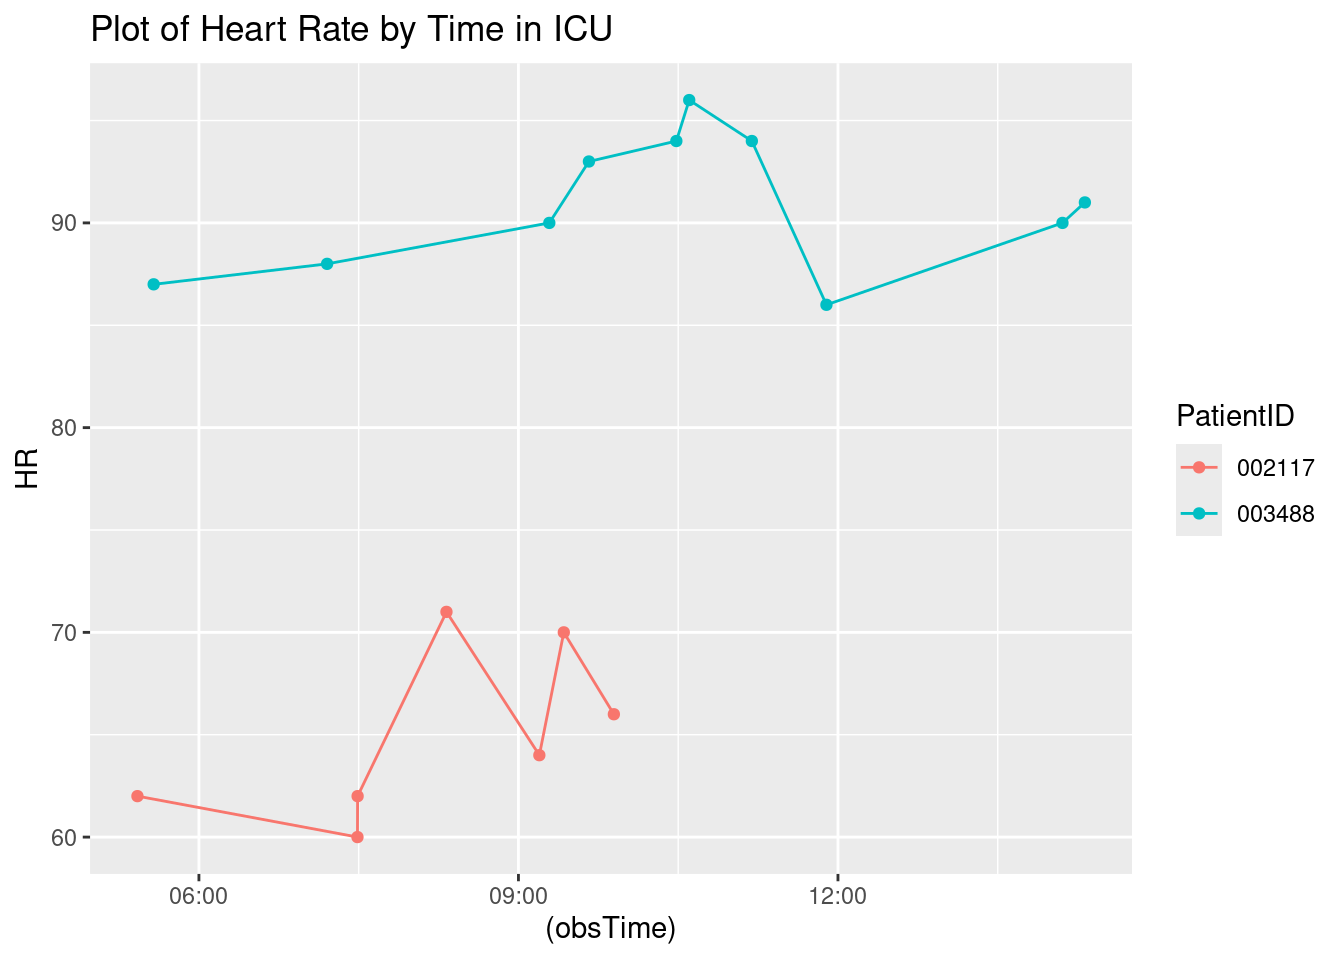 Plot of Heart Rate by Time in ICU
90
80
70
60
HR
06:00
09:00
12:00
(obsTime)
PatientID
002117
003488